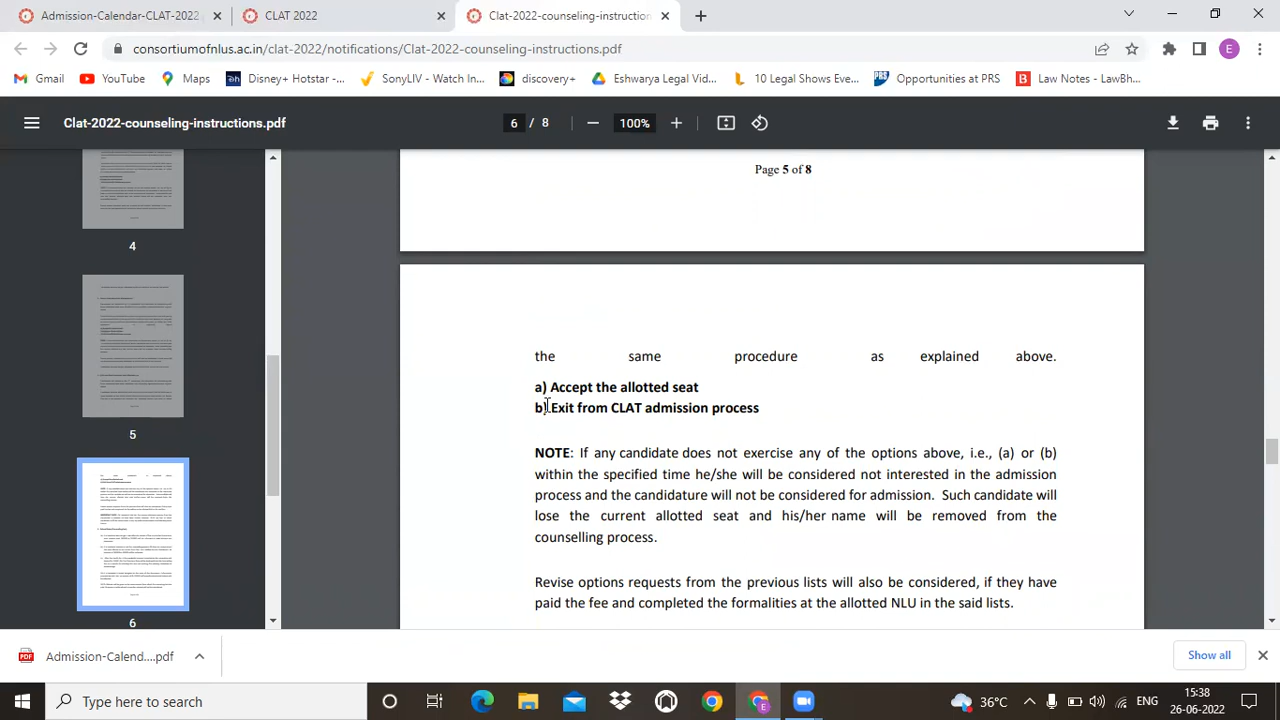 Admission-Calendar-CLAT-2022
CLAT 2022
Clat-2022-counseling-instruction
consortiumofnlus.ac.in/clat-2022/notifications/Clat-2022-counseling-instructions.pdf
E
Gmail
YouTube
Maps
Disney+ Hotstar -...
SonyLIV - Watch In...
discovery+
Eshwarya Legal Vid...
10 Legal Shows Eve...
Opportunities at PRS
Law Notes - LawBh...
Clat-2022-counseling-instructions.pdf
6 / 8
100%
4
5
6
Page 5 of 8
the same procedure as explained above.
a) Accept the allotted seat
b) Exit from CLAT admission process
NOTE: If any candidate does not exercise any of the options above, i.e., (a) or (b)
within the specified time he/she will be considered not interested in the admission
process and the candidature will not be considered for admission. Such candidate will
lose the current allotted seat and his/her name will be removed from the
counselling process.
Revise options requests from the previous lists will also be considered, if they have
paid the fee and completed the formalities at the allotted NLU in the said lists.
Admission-Calend....pdf
Show all
Type here to search
E
36°C
ENG
15:38
26-06-2022